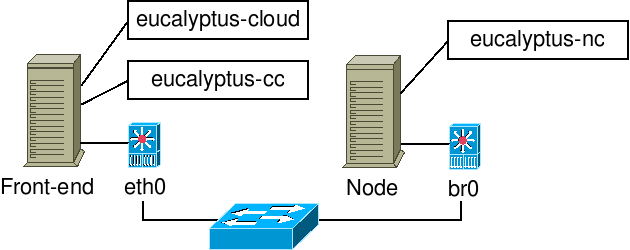 eucalyptus-cloud
eucalyptus-nc
eucalyptus-cc
Front-end
eth0
Node
br0